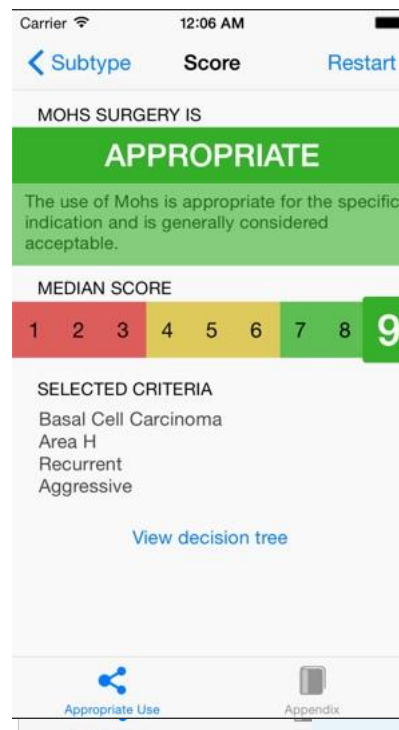 Carrier 12:06 AM
Subtype Score Restart
MOHS SURGERY IS
APPROPRIATE
The use of Mohs is appropriate for the specific
indication and is generally considered
acceptable.
MEDIAN SCORE
1 2 3 4 5 6 7 8 9
SELECTED CRITERIA
Basal Cell Carcinoma
Area H
Recurrent
Aggressive
View decision tree
Appropriate Use Appendix